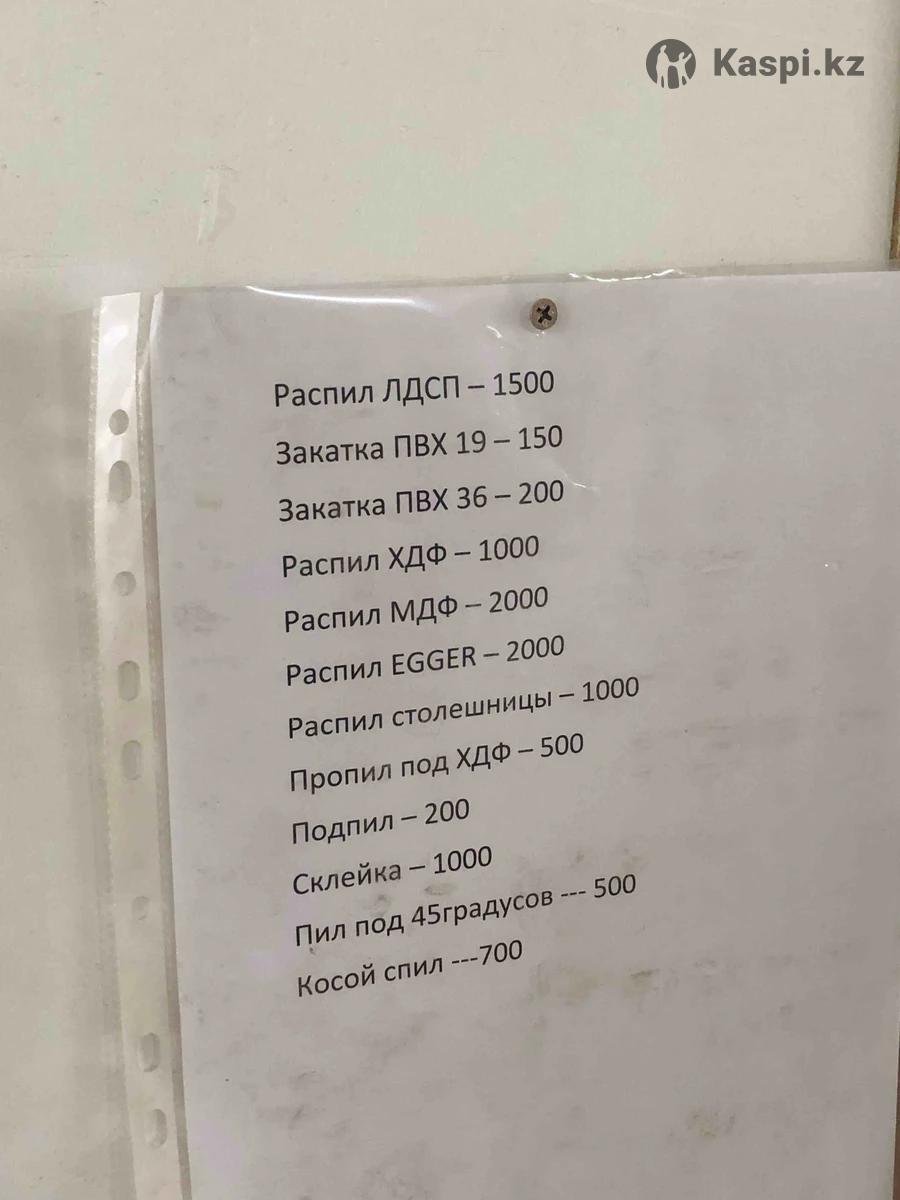 Kaspi.kz
Распил ЛДСП – 1500
Закатка ПВХ 19 – 150
Закатка ПВХ 36 – 200
Распил ХДФ – 1000
Распил МДФ – 2000
Распил EGGER – 2000
Распил столешницы – 1000
Пропил под ХДФ – 500
Подпил – 200
Склейка – 1000
Пил под 45градусов --- 500
Косой спил ---700